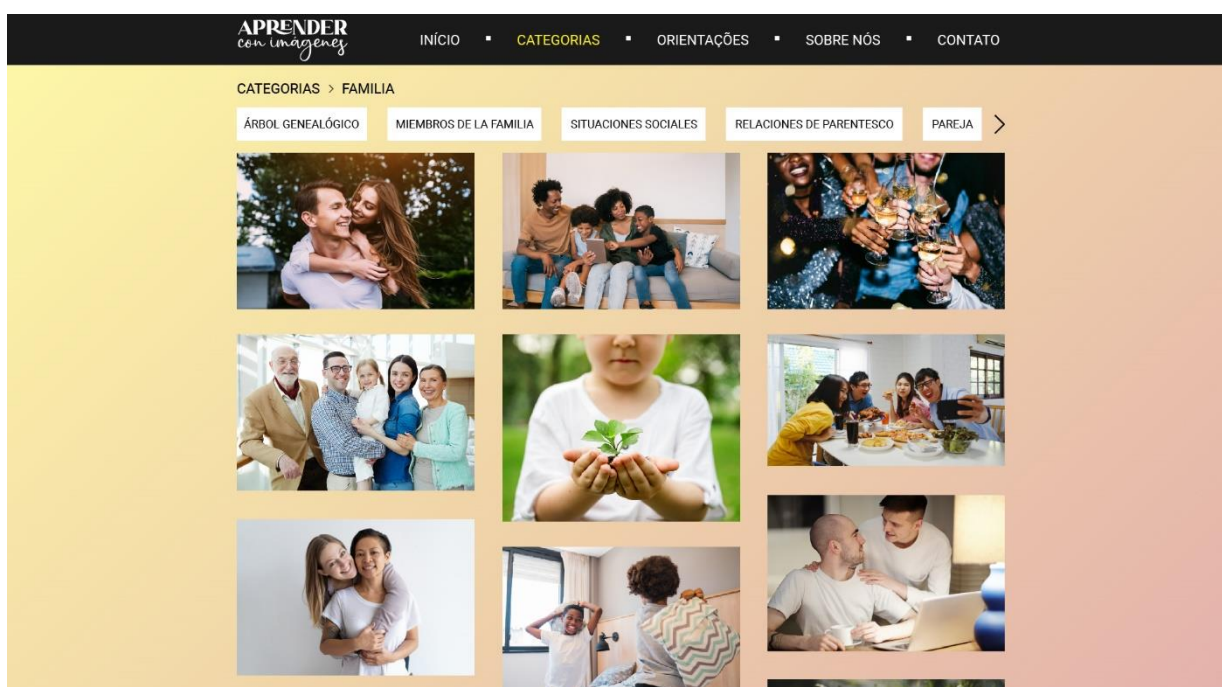 APRENDER
con imágenes
INÍCIO ▪ CATEGORIAS ▪ ORIENTAÇÕES ▪ SOBRE NÓS ▪ CONTATO
CATEGORIAS > FAMILIA
ÁRBOL GENEALÓGICO MIEMBROS DE LA FAMILIA SITUACIONES SOCIALES RELACIONES DE PARENTESCO PAREJA >